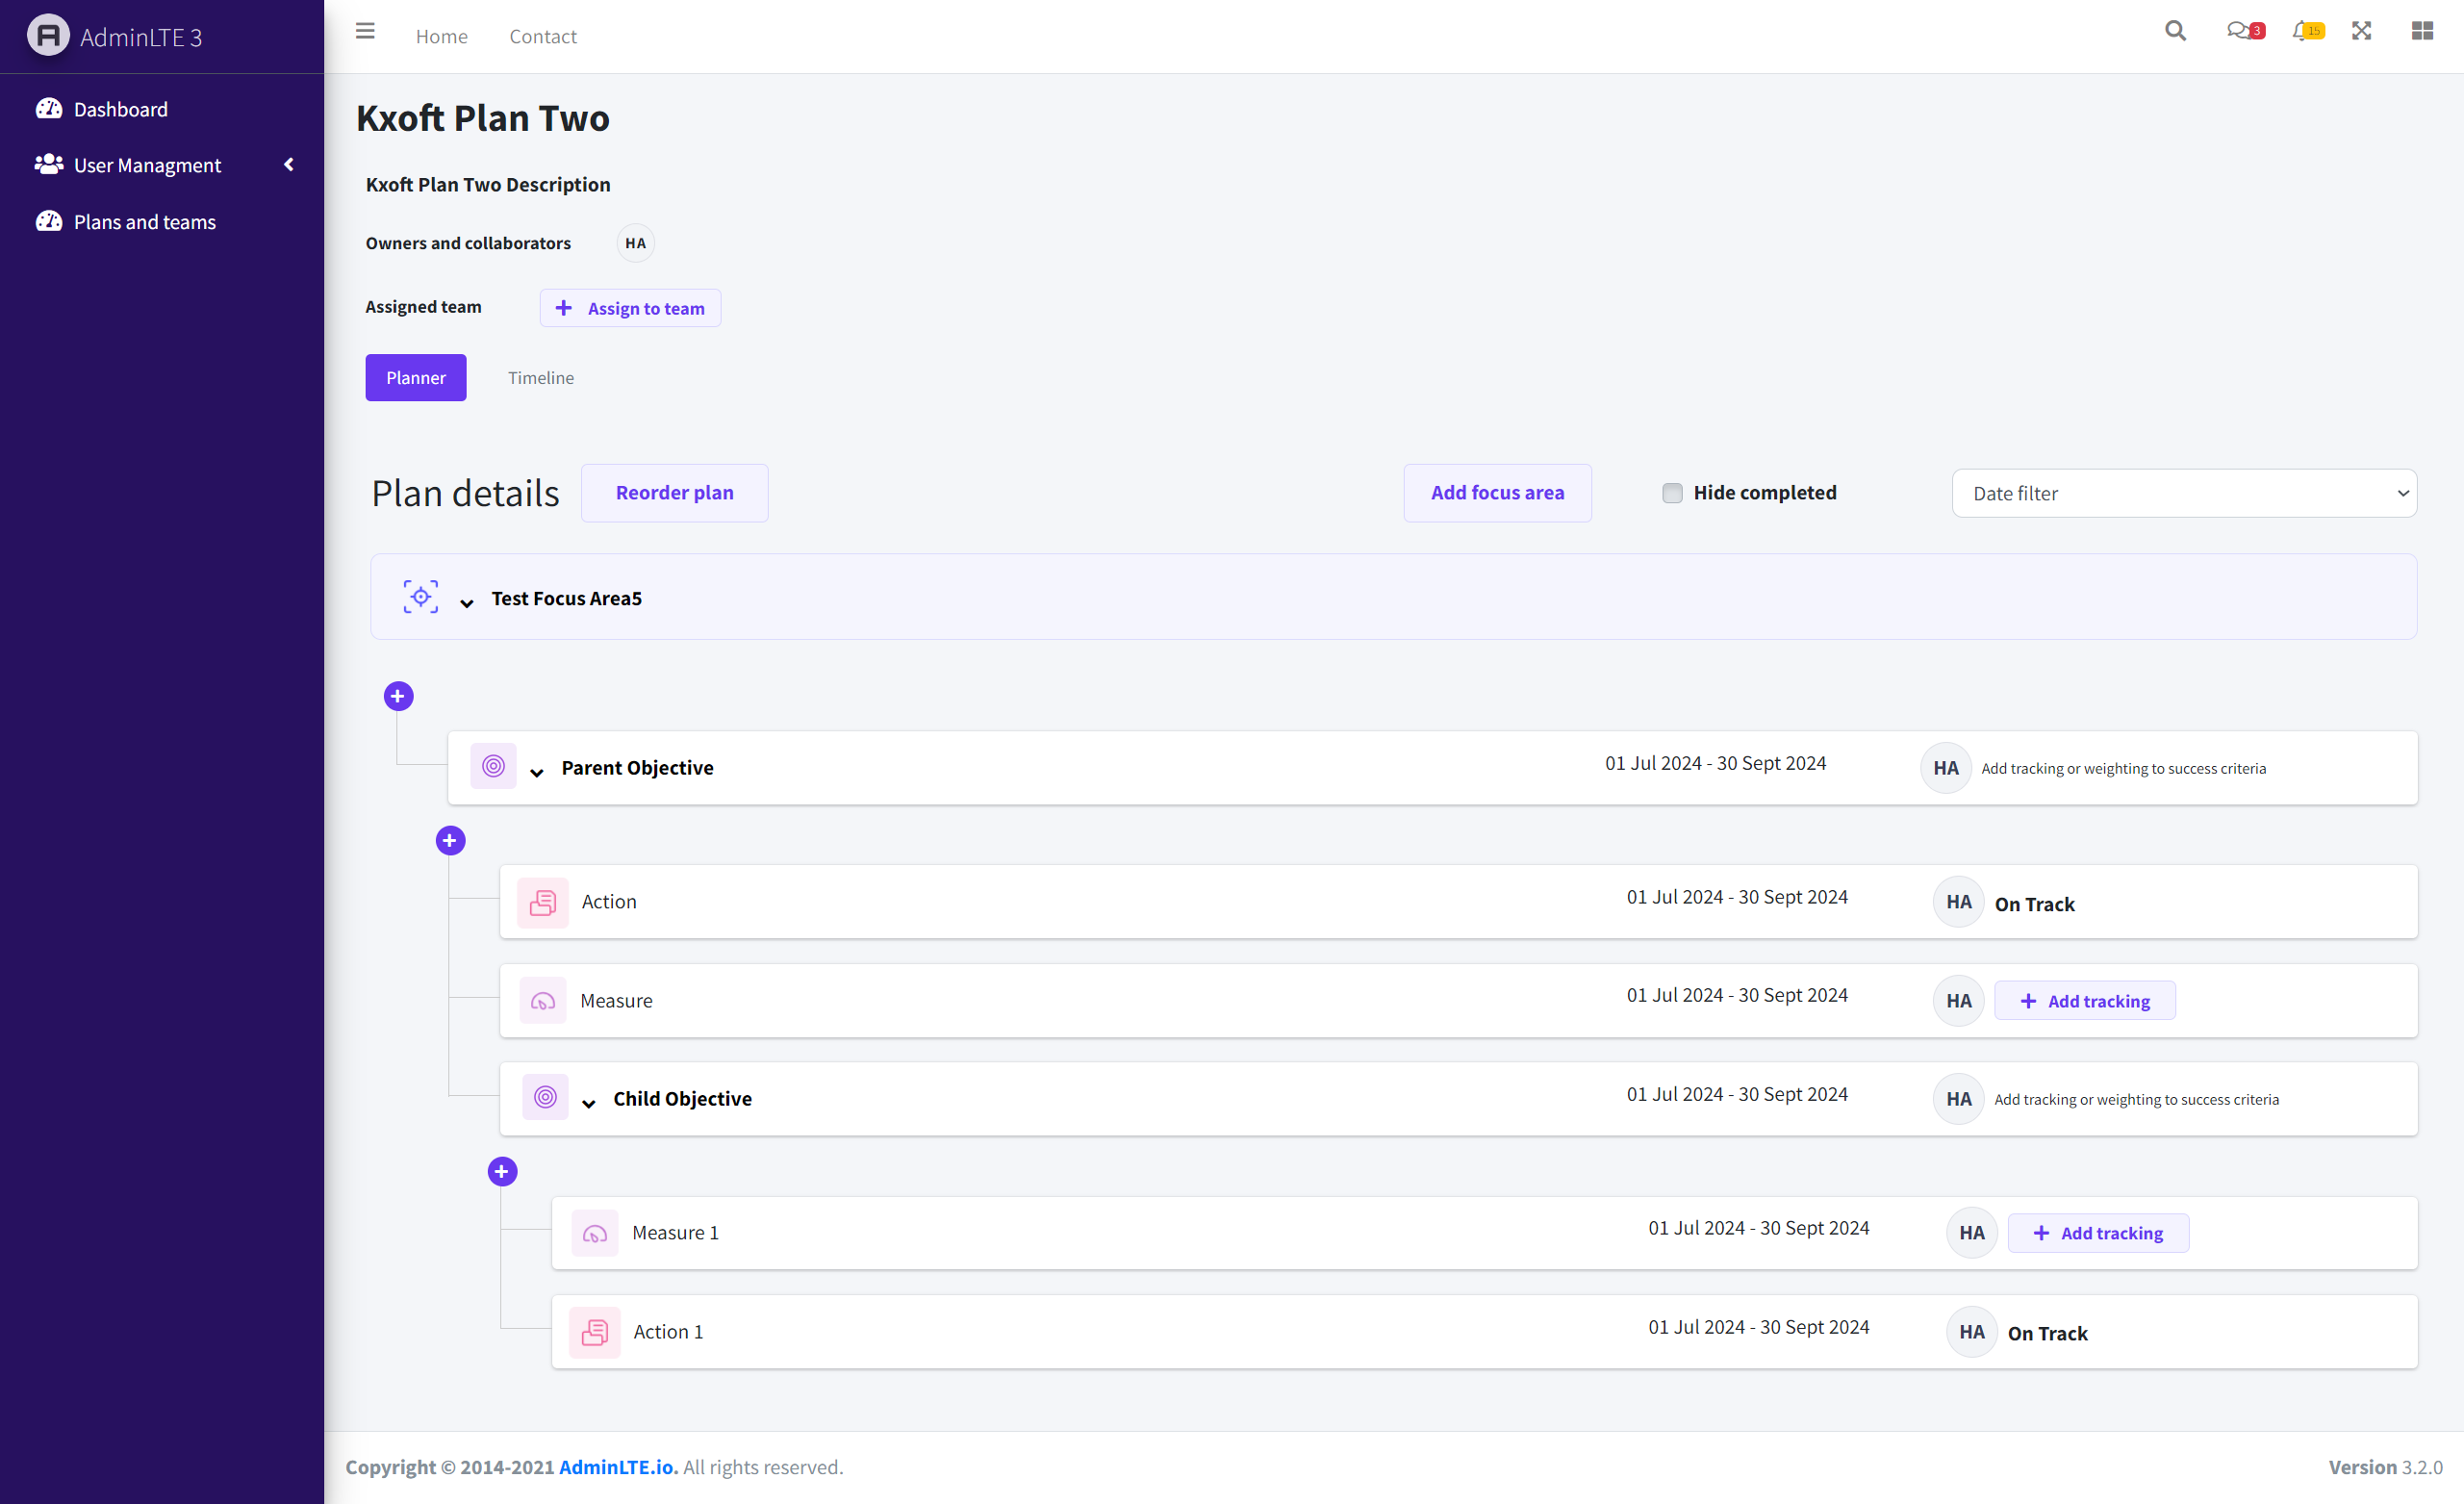 AdminLTE 3
Home Contact
3
15
Dashboard
User Managment
Plans and teams
Kxoft Plan Two
Kxoft Plan Two Description
Owners and collaborators HA
Assigned team + Assign to team
Planner Timeline
Plan details Reorder plan Add focus area Hide completed Date filter
Test Focus Area5
Parent Objective 01 Jul 2024 - 30 Sept 2024 HA Add tracking or weighting to success criteria
Action 01 Jul 2024 - 30 Sept 2024 HA On Track
Measure 01 Jul 2024 - 30 Sept 2024 HA + Add tracking
Child Objective 01 Jul 2024 - 30 Sept 2024 HA Add tracking or weighting to success criteria
Measure 1 01 Jul 2024 - 30 Sept 2024 HA + Add tracking
Action 1 01 Jul 2024 - 30 Sept 2024 HA On Track
Copyright © 2014-2021 AdminLTE.io. All rights reserved. Version 3.2.0